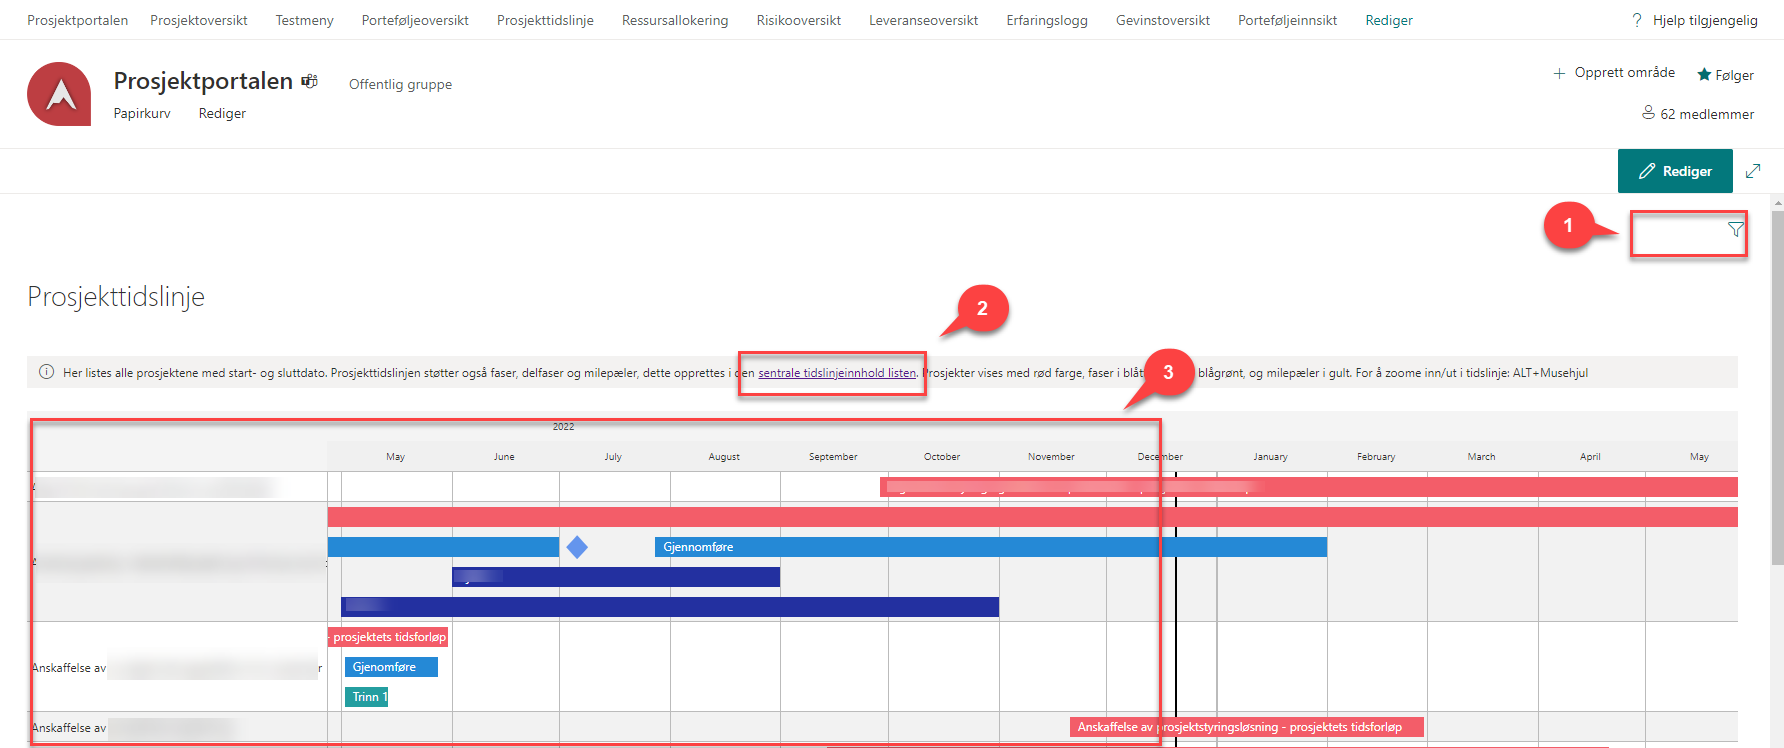 Prosjektportalen Prosjektoversikt Testmeny Porteføljeoversikt Prosjekttidslinje Ressursallokering Risikooversikt Leveranseoversikt Erfaringslogg Gevinstoversikt Porteføljeinnsikt Rediger ? Hjelp tilgjengelig
Prosjektportalen Offentlig gruppe
+ Opprett område Følger
Papirkurv Rediger
62 medlemmer
Rediger
1
Prosjekttidslinje
2
Her listes alle prosjektene med start- og sluttdato. Prosjekttidslinjen støtter også faser, delfaser og milepæler, dette opprettes i den sentrale tidslinjeinnhold listen. Prosjekter vises med rød farge, faser i blått blågrønt, og milepæler i gult. For å zoome inn/ut i tidslinje: ALT+Musehjul
3
2022
May June July August September October November December January February March April May
Gjennomføre
- prosjektets tidsforløp
Anskaffelse av
Gjenomføre
Trinn 1
Anskaffelse av
Anskaffelse av prosjektstyringsløsning - prosjektets tidsforløp